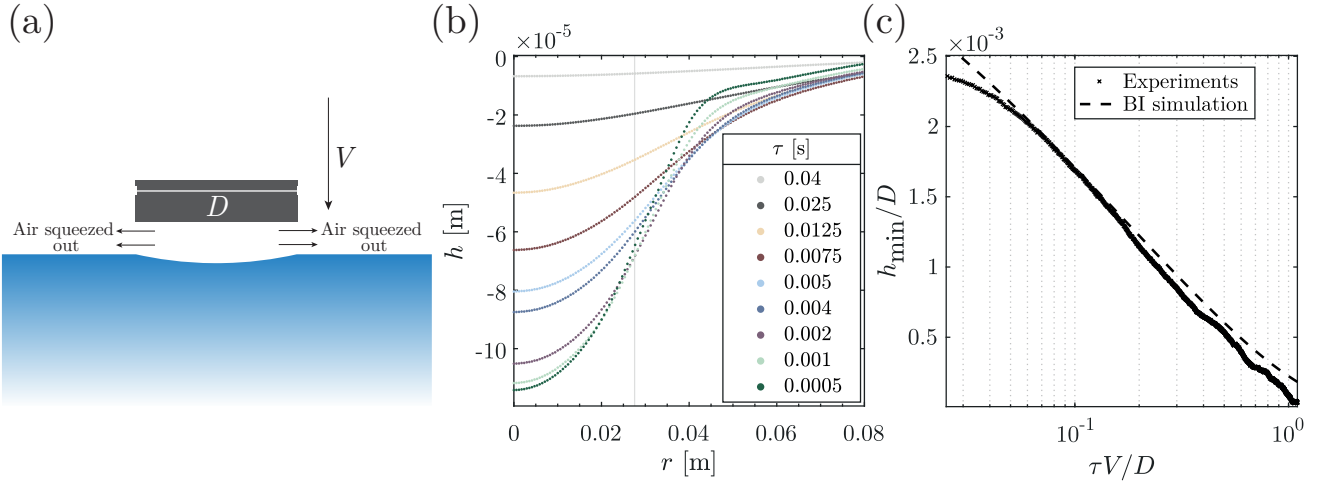 (a)
V
D
Air squeezed
out
Air squeezed
out
(b)
×10⁻⁵
0
-2
-4
-6
-8
-10
h [m]
0
0.02
0.04
0.06
0.08
r [m]
τ [s]
0.04
0.025
0.0125
0.0075
0.005
0.004
0.002
0.001
0.0005
(c)
×10⁻³
2.5
2
1.5
1
0.5
h_min/D
Experiments
BI simulation
10⁻¹
10⁰
τV/D